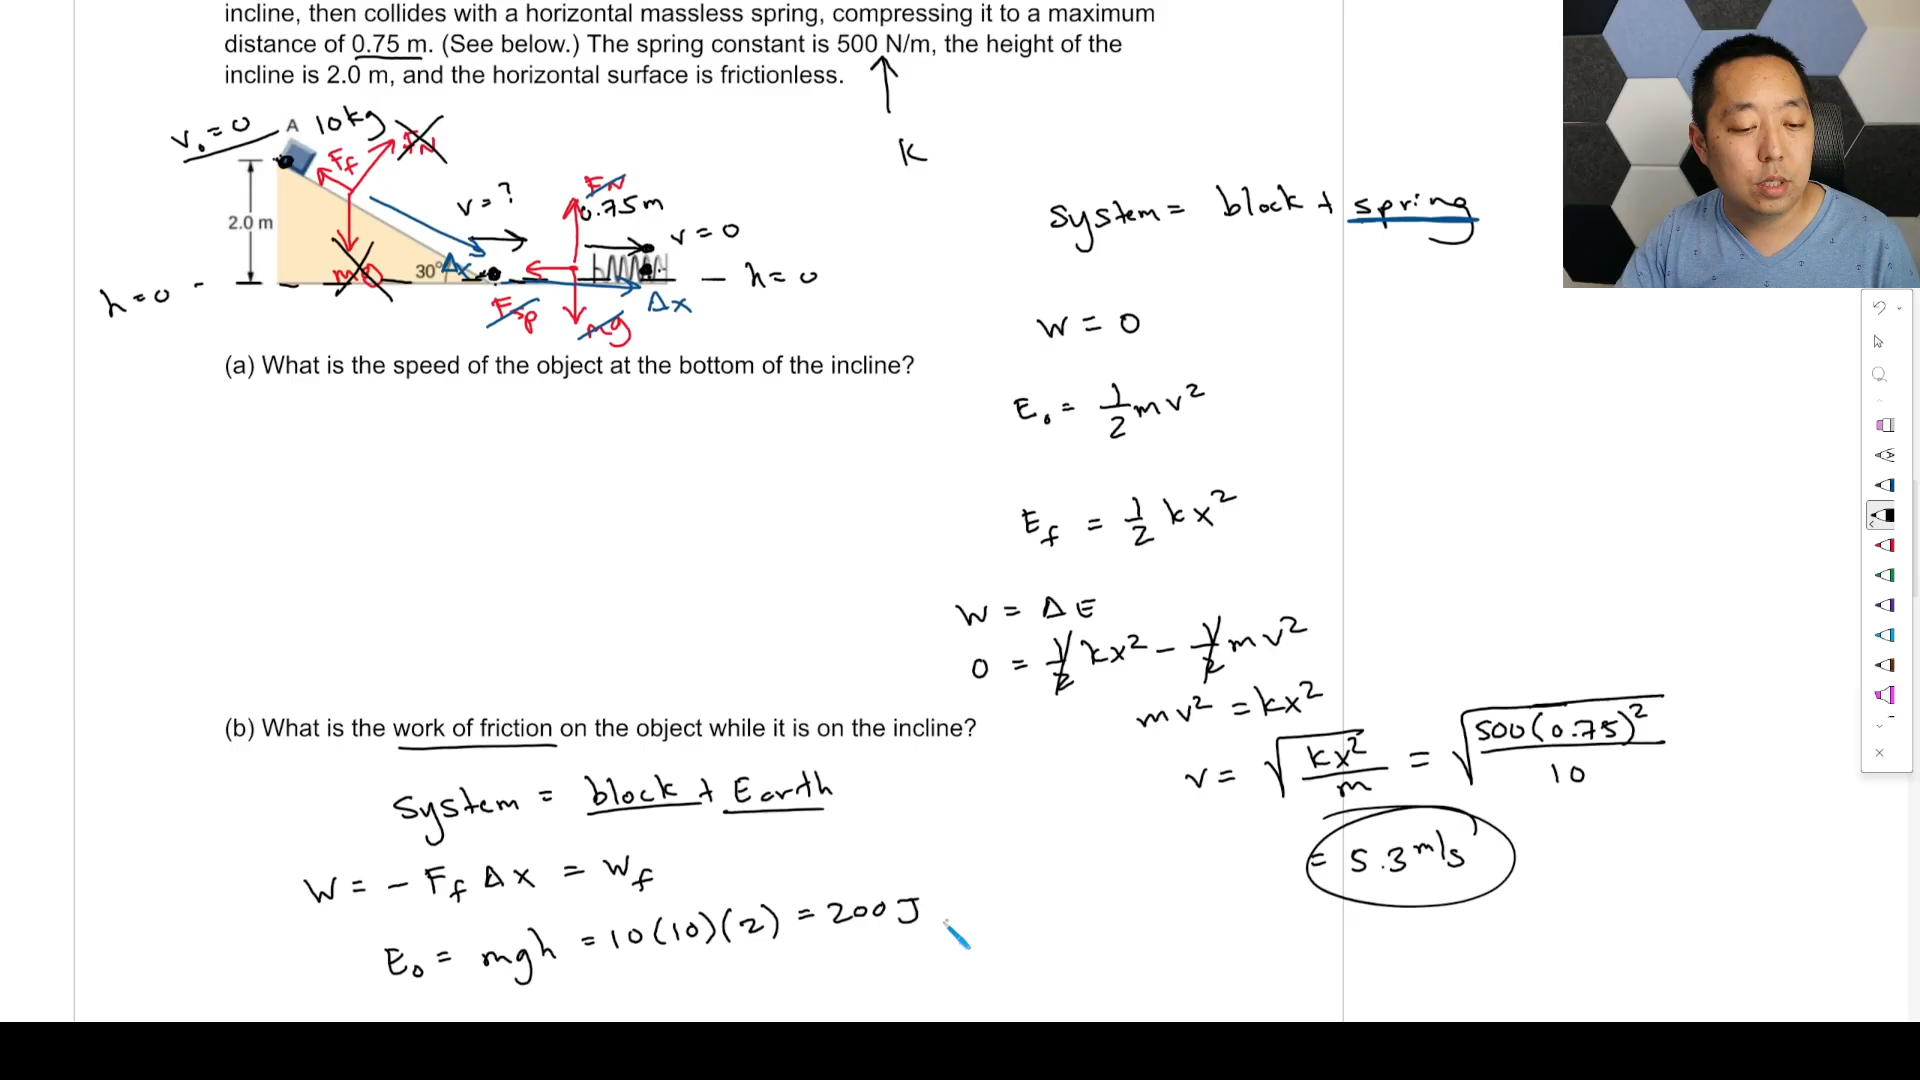 incline, then collides with a horizontal massless spring, compressing it to a maximum
distance of 0.75 m. (See below.) The spring constant is 500 N/m, the height of the
incline is 2.0 m, and the horizontal surface is frictionless.
K
v₀ = 0
A 10kg
Ff
FN
2.0 m
mg
30°
Δx
v = ?
FN
0.75m
v = 0
h = 0
h = 0
Fsp
mg
Δx
(a) What is the speed of the object at the bottom of the incline?
System = block + spring
W = 0
E₀ = 1/2 mv²
Ef = 1/2 kx²
W = Δ E
0 = 1/2 kx² - 1/2 mv²
mv² = kx²
v = √(kx²/m) = √(500(0.75)²/10)
= 5.3 m/s
(b) What is the work of friction on the object while it is on the incline?
System = block + Earth
W = - Ff Δx = Wf
E₀ = mgh = 10(10)(2) = 200J